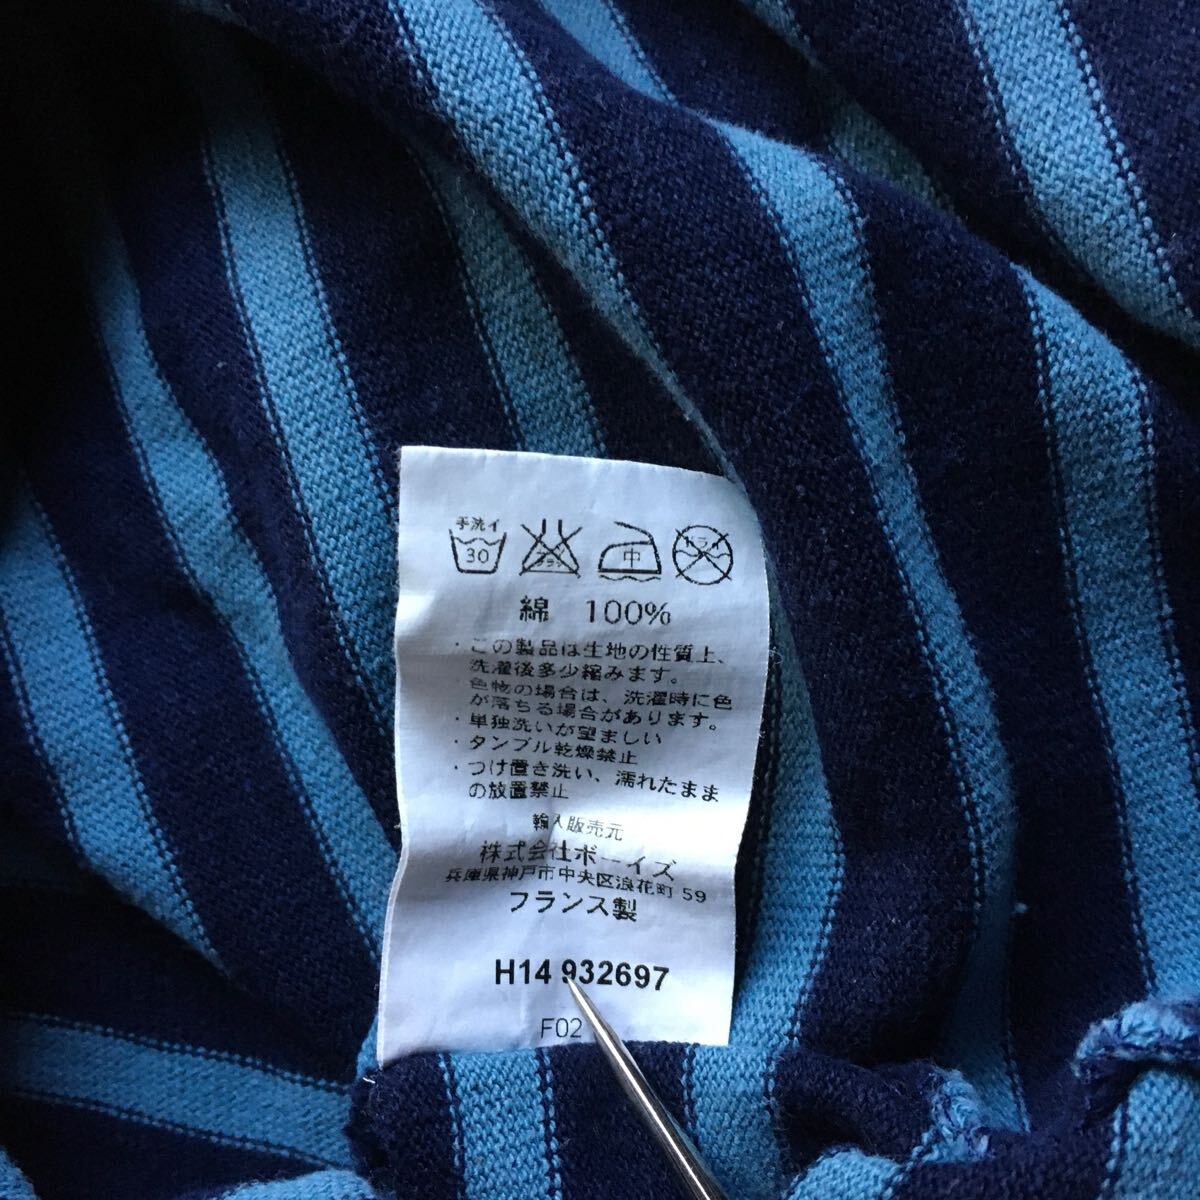 手洗イ
30 中 ドライ
綿 100%
・この製品は生地の性質上、
洗濯後多少縮みます。
色物の場合は、洗濯時に色
が落ちる場合があります。
・単独洗いが望ましい
・タンブル乾燥禁止
・つけ置き洗い、濡れたまま
の放置禁止
輸入販売元
株式会社ボーイズ
兵庫県神戸市中央区浪花町 59
フランス製
H14 932697
F02